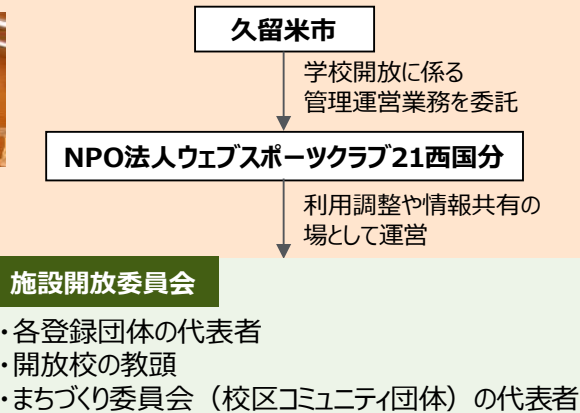 久留米市
学校開放に係る
管理運営業務を委託
NPO法人ウェブスポーツクラブ21西国分
利用調整や情報共有の
場として運営
施設開放委員会
・各登録団体の代表者
・開放校の教頭
・まちづくり委員会（校区コミュニティ団体）の代表者